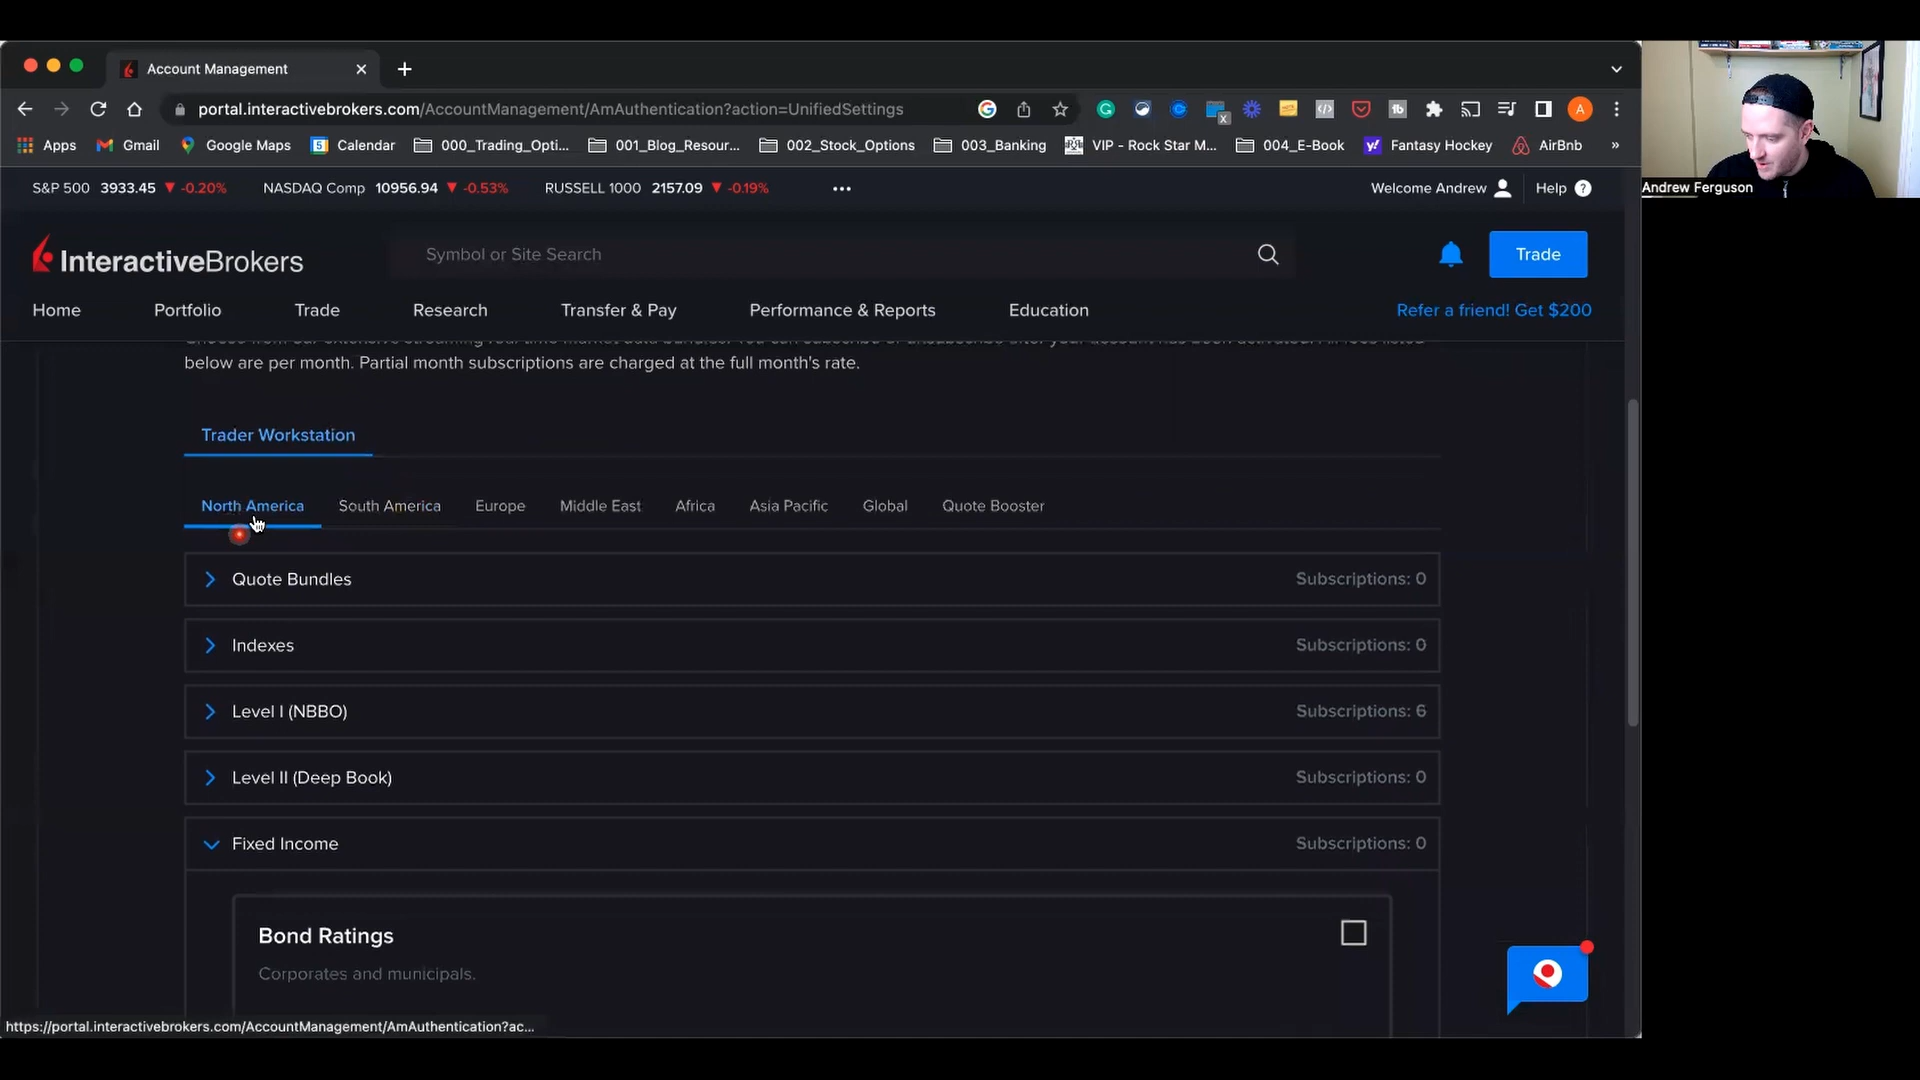 Account Management
portal.interactivebrokers.com/AccountManagement/AmAuthentication?action=UnifiedSettings
Apps
Gmail
Google Maps
Calendar
000_Trading_Opti...
001_Blog_Resour...
002_Stock_Options
003_Banking
VIP - Rock Star M...
004_E-Book
Fantasy Hockey
AirBnb
»
S&P 500 3933.45 ▼ -0.20%
NASDAQ Comp 10956.94 ▼ -0.53%
RUSSELL 1000 2157.09 ▼ -0.19%
Welcome Andrew
Help
Andrew Ferguson
InteractiveBrokers
Symbol or Site Search
Trade
Home
Portfolio
Trade
Research
Transfer & Pay
Performance & Reports
Education
Refer a friend! Get $200
below are per month. Partial month subscriptions are charged at the full month's rate.
Trader Workstation
North America
South America
Europe
Middle East
Africa
Asia Pacific
Global
Quote Booster
Quote Bundles
Subscriptions: 0
Indexes
Subscriptions: 0
Level I (NBBO)
Subscriptions: 6
Level II (Deep Book)
Subscriptions: 0
Fixed Income
Subscriptions: 0
Bond Ratings
Corporates and municipals.
https://portal.interactivebrokers.com/AccountManagement/AmAuthentication?ac...